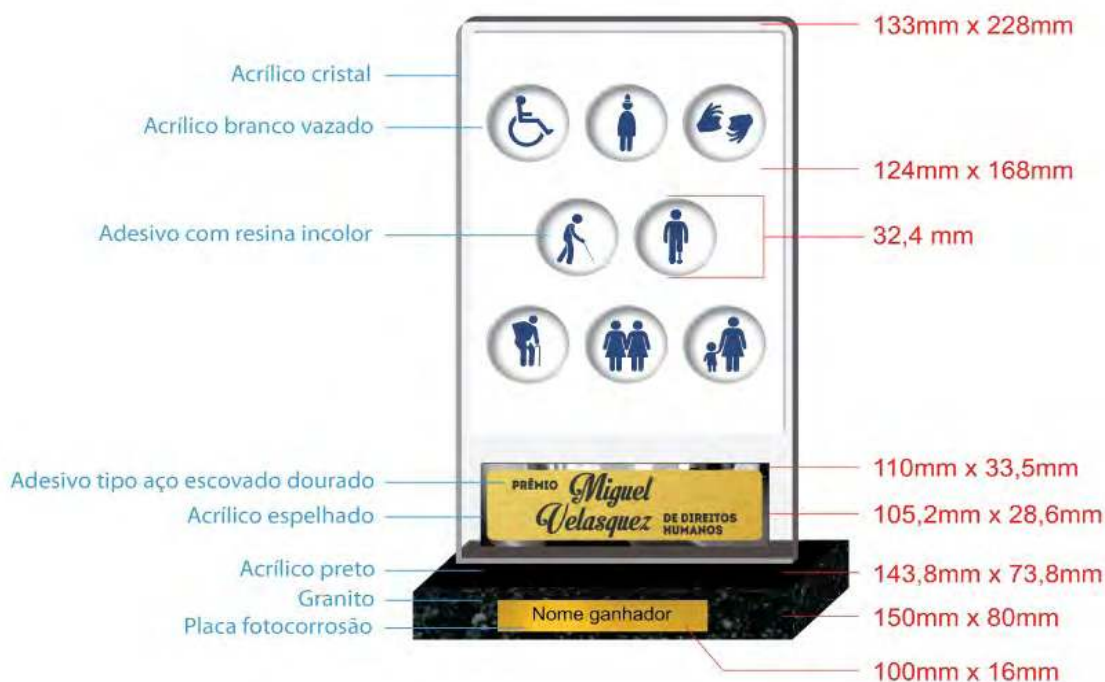 133mm x 228mm
Acrílico cristal
Acrílico branco vazado
124mm x 168mm
Adesivo com resina incolor
32,4 mm
110mm x 33,5mm
Adesivo tipo aço escovado dourado
PRÊMIO Miguel
Velasquez DE DIREITOS
HUMANOS
Acrílico espelhado
105,2mm x 28,6mm
Acrílico preto
143,8mm x 73,8mm
Granito
Nome ganhador
150mm x 80mm
Placa fotocorrosão
100mm x 16mm